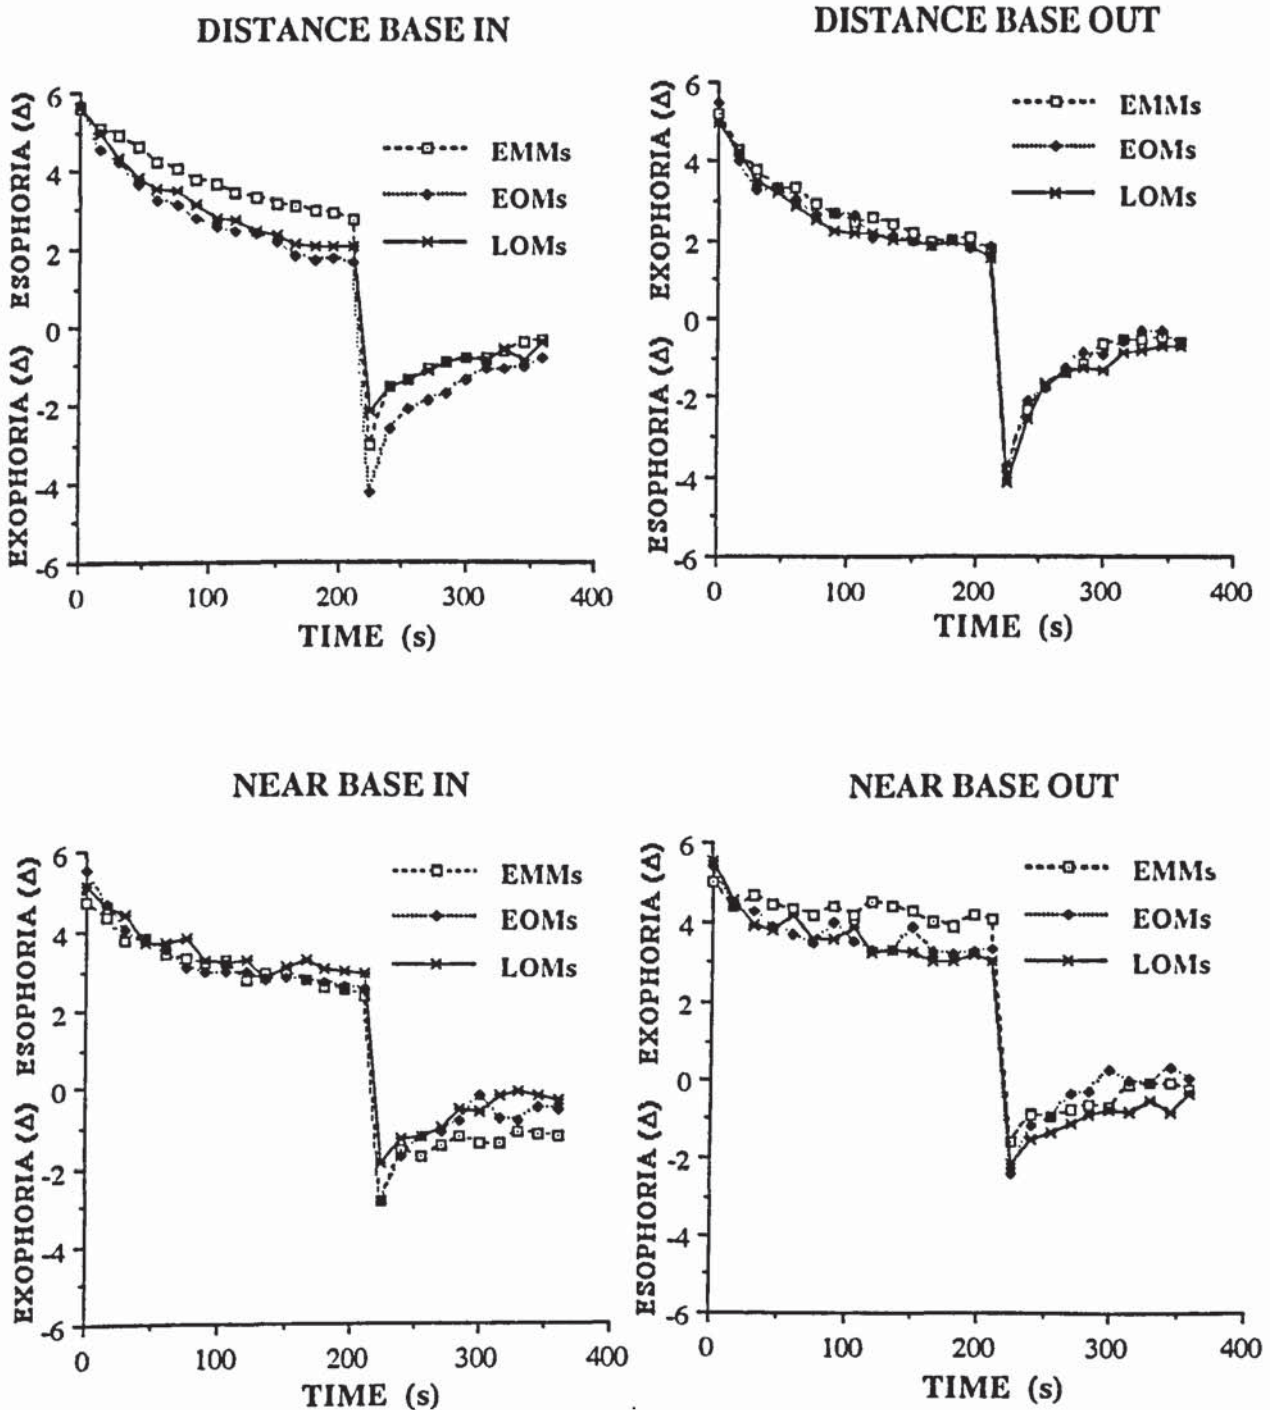 DISTANCE BASE IN
ESOPHORIA (Δ)
EXOPHORIA (Δ)
6
4
2
0
-2
-4
-6
0 100 200 300 400
TIME (s)
EMMs
EOMs
LOMs
DISTANCE BASE OUT
EXOPHORIA (Δ)
ESOPHORIA (Δ)
6
4
2
0
-2
-4
-6
0 100 200 300 400
TIME (s)
EMMs
EOMs
LOMs
NEAR BASE IN
ESOPHORIA (Δ)
EXOPHORIA (Δ)
6
4
2
0
-2
-4
-6
0 100 200 300 400
TIME (s)
EMMs
EOMs
LOMs
NEAR BASE OUT
EXOPHORIA (Δ)
ESOPHORIA (Δ)
6
4
2
0
-2
-4
-6
0 100 200 300 400
TIME (s)
EMMs
EOMs
LOMs